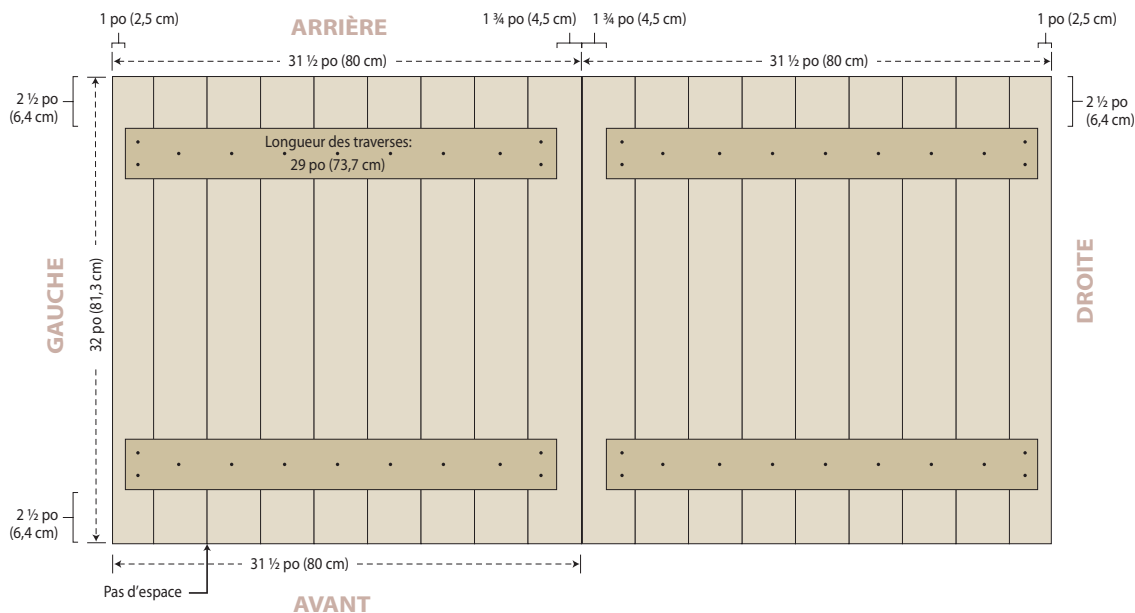 ARRIÈRE
1 po (2,5 cm)
1 ¾ po (4,5 cm)
1 ¾ po (4,5 cm)
1 po (2,5 cm)
31 ½ po (80 cm)
31 ½ po (80 cm)
2 ½ po
(6,4 cm)
2 ½ po
(6,4 cm)
Longueur des traverses:
29 po (73,7 cm)
GAUCHE
32 po (81,3 cm)
DROITE
2 ½ po
(6,4 cm)
31 ½ po (80 cm)
Pas d'espace
AVANT